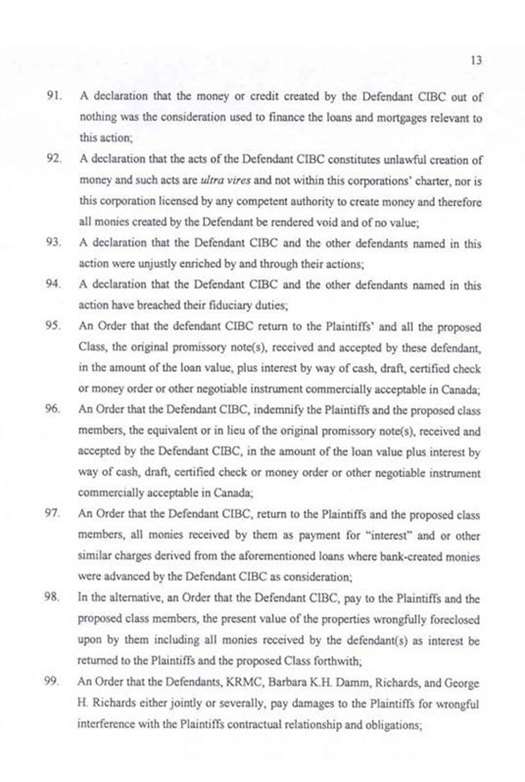 13
91. A declaration that the money or credit created by the Defendant CIBC out of
nothing was the consideration used to finance the loans and mortgages relevant to
this action;
92. A declaration that the acts of the Defendant CIBC constitutes unlawful creation of
money and such acts are ultra vires and not within this corporations' charter, nor is
this corporation licensed by any competent authority to create money and therefore
all monies created by the Defendant be rendered void and of no value;
93. A declaration that the Defendant CIBC and the other defendants named in this
action were unjustly enriched by and through their actions;
94. A declaration that the Defendant CIBC and the other defendants named in this
action have breached their fiduciary duties;
95. An Order that the defendant CIBC return to the Plaintiffs' and all the proposed
Class, the original promissory note(s), received and accepted by these defendant,
in the amount of the loan value, plus interest by way of cash, draft, certified check
or money order or other negotiable instrument commercially acceptable in Canada;
96. An Order that the Defendant CIBC, indemnify the Plaintiffs and the proposed class
members, the equivalent or in lieu of the original promissory note(s), received and
accepted by the Defendant CIBC, in the amount of the loan value plus interest by
way of cash, draft, certified check or money order or other negotiable instrument
commercially acceptable in Canada;
97. An Order that the Defendant CIBC, return to the Plaintiffs and the proposed class
members, all monies received by them as payment for "interest" and or other
similar charges derived from the aforementioned loans where bank-created monies
were advanced by the Defendant CIBC as consideration;
98. In the alternative, an Order that the Defendant CIBC, pay to the Plaintiffs and the
proposed class members, the present value of the properties wrongfully foreclosed
upon by them including all monies received by the defendant(s) as interest be
returned to the Plaintiffs and the proposed Class forthwith;
99. An Order that the Defendants, KRMC, Barbara K.H. Damm, Richards, and George
H. Richards either jointly or severally, pay damages to the Plaintiffs for wrongful
interference with the Plaintiffs contractual relationship and obligations;